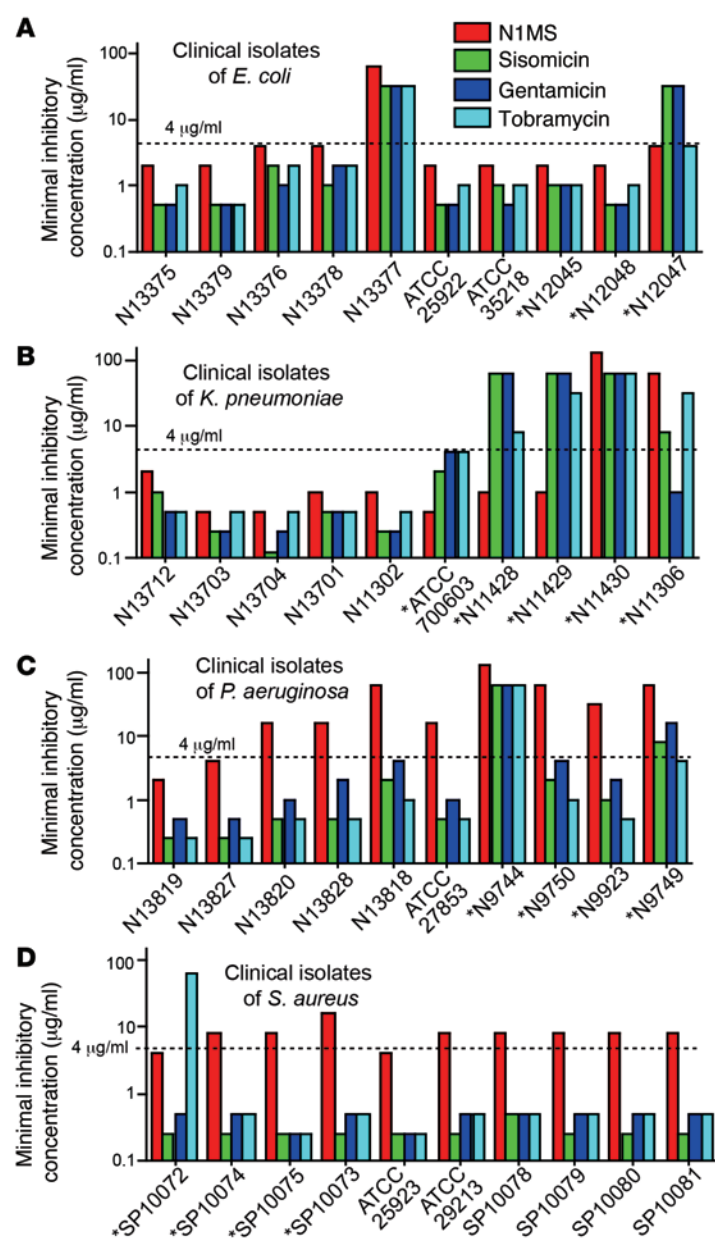 A
Clinical isolates
of E. coli
N1MS
Sisomicin
Gentamicin
Tobramycin
Minimal inhibitory
concentration (μg/ml)
100
10
1
0.1
4 μg/ml
N13375
N13379
N13376
N13378
N13377
ATCC
25922
ATCC
35218
*N12045
*N12048
*N12047
B
Clinical isolates
of K. pneumoniae
Minimal inhibitory
concentration (μg/ml)
100
10
1
0.1
4 μg/ml
N13712
N13703
N13704
N13701
N11302
*ATCC
700603
*N11428
*N11429
*N11430
*N11306
C
Clinical isolates
of P. aeruginosa
Minimal inhibitory
concentration (μg/ml)
100
10
1
0.1
4 μg/ml
N13819
N13827
N13820
N13828
N13818
ATCC
27853
*N9744
*N9750
*N9923
*N9749
D
Clinical isolates
of S. aureus
Minimal inhibitory
concentration (μg/ml)
100
10
1
0.1
4 μg/ml
*SP10072
*SP10074
*SP10075
*SP10073
ATCC
25923
ATCC
29213
SP10078
SP10079
SP10080
SP10081